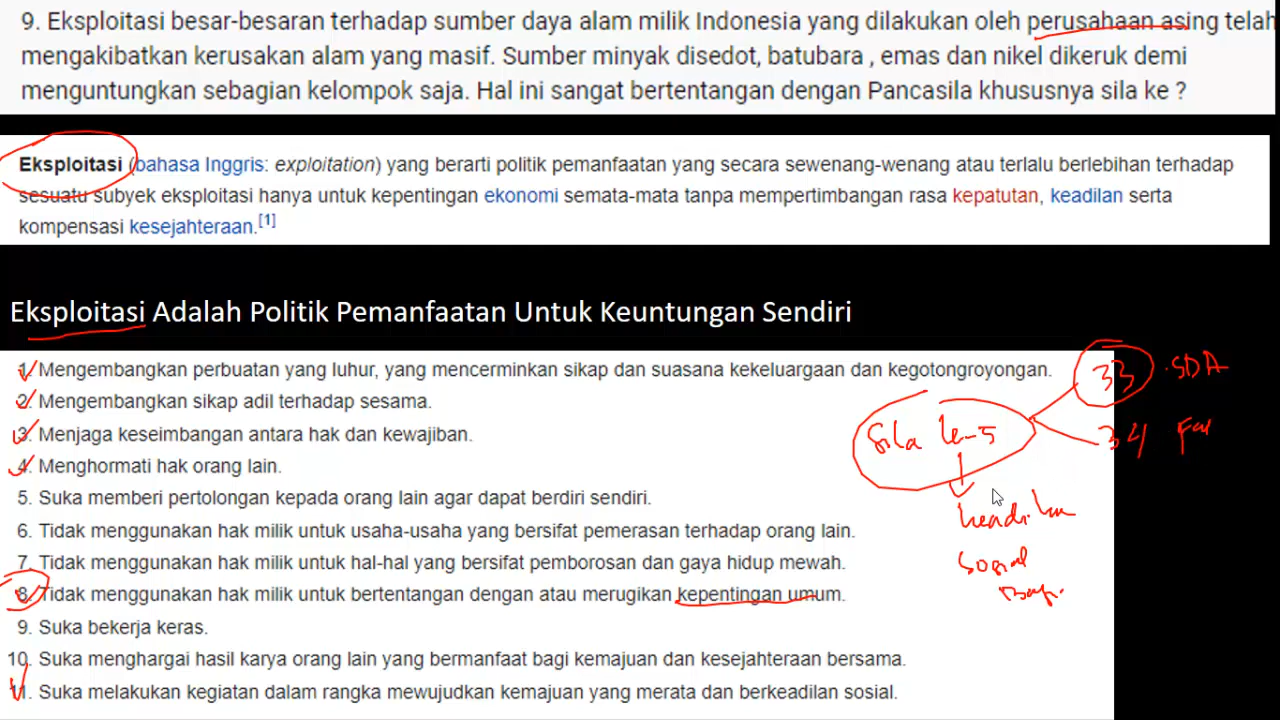 9. Eksploitasi besar-besaran terhadap sumber daya alam milik Indonesia yang dilakukan oleh perusahaan asing telah
mengakibatkan kerusakan alam yang masif. Sumber minyak disedot, batubara , emas dan nikel dikeruk demi
menguntungkan sebagian kelompok saja. Hal ini sangat bertentangan dengan Pancasila khususnya sila ke ?
Eksploitasi (bahasa Inggris: exploitation) yang berarti politik pemanfaatan yang secara sewenang-wenang atau terlalu berlebihan terhadap
sesuatu subyek eksploitasi hanya untuk kepentingan ekonomi semata-mata tanpa mempertimbangan rasa kepatutan, keadilan serta
kompensasi kesejahteraan.[1]
Eksploitasi Adalah Politik Pemanfaatan Untuk Keuntungan Sendiri
1. Mengembangkan perbuatan yang luhur, yang mencerminkan sikap dan suasana kekeluargaan dan kegotongroyongan.
2. Mengembangkan sikap adil terhadap sesama.
3. Menjaga keseimbangan antara hak dan kewajiban.
4. Menghormati hak orang lain.
5. Suka memberi pertolongan kepada orang lain agar dapat berdiri sendiri.
6. Tidak menggunakan hak milik untuk usaha-usaha yang bersifat pemerasan terhadap orang lain.
7. Tidak menggunakan hak milik untuk hal-hal yang bersifat pemborosan dan gaya hidup mewah.
8. Tidak menggunakan hak milik untuk bertentangan dengan atau merugikan kepentingan umum.
9. Suka bekerja keras.
10. Suka menghargai hasil karya orang lain yang bermanfaat bagi kemajuan dan kesejahteraan bersama.
11. Suka melakukan kegiatan dalam rangka mewujudkan kemajuan yang merata dan berkeadilan sosial.
33 . SDA
Sila ke-5
34
Sosial